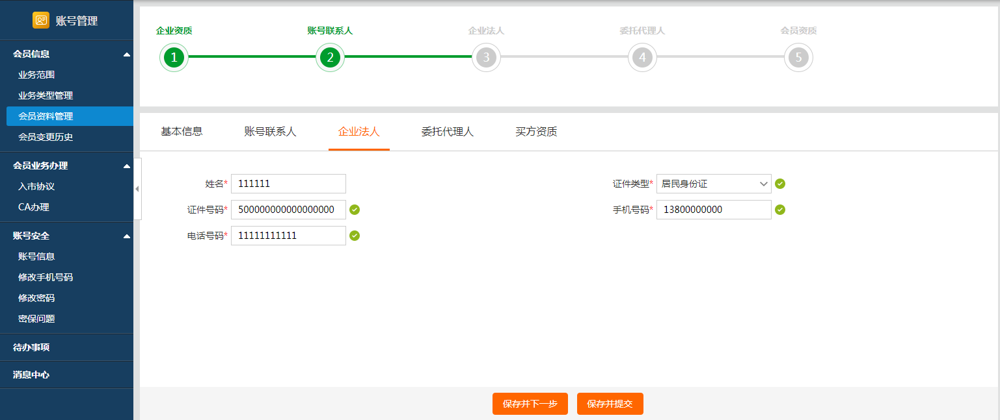 账号管理
会员信息
业务范围
业务类型管理
会员资料管理
会员变更历史
会员业务办理
入市协议
CA办理
账号安全
账号信息
修改手机号码
修改密码
密保问题
待办事项
消息中心
企业资质 账号联系人 企业法人 委托代理人 会员资质
1 2 3 4 5
基本信息 账号联系人 企业法人 委托代理人 买方资质
姓名* 111111 证件类型* 居民身份证
证件号码* 500000000000000000 手机号码* 13800000000
电话号码* 11111111111
保存并下一步 保存并提交